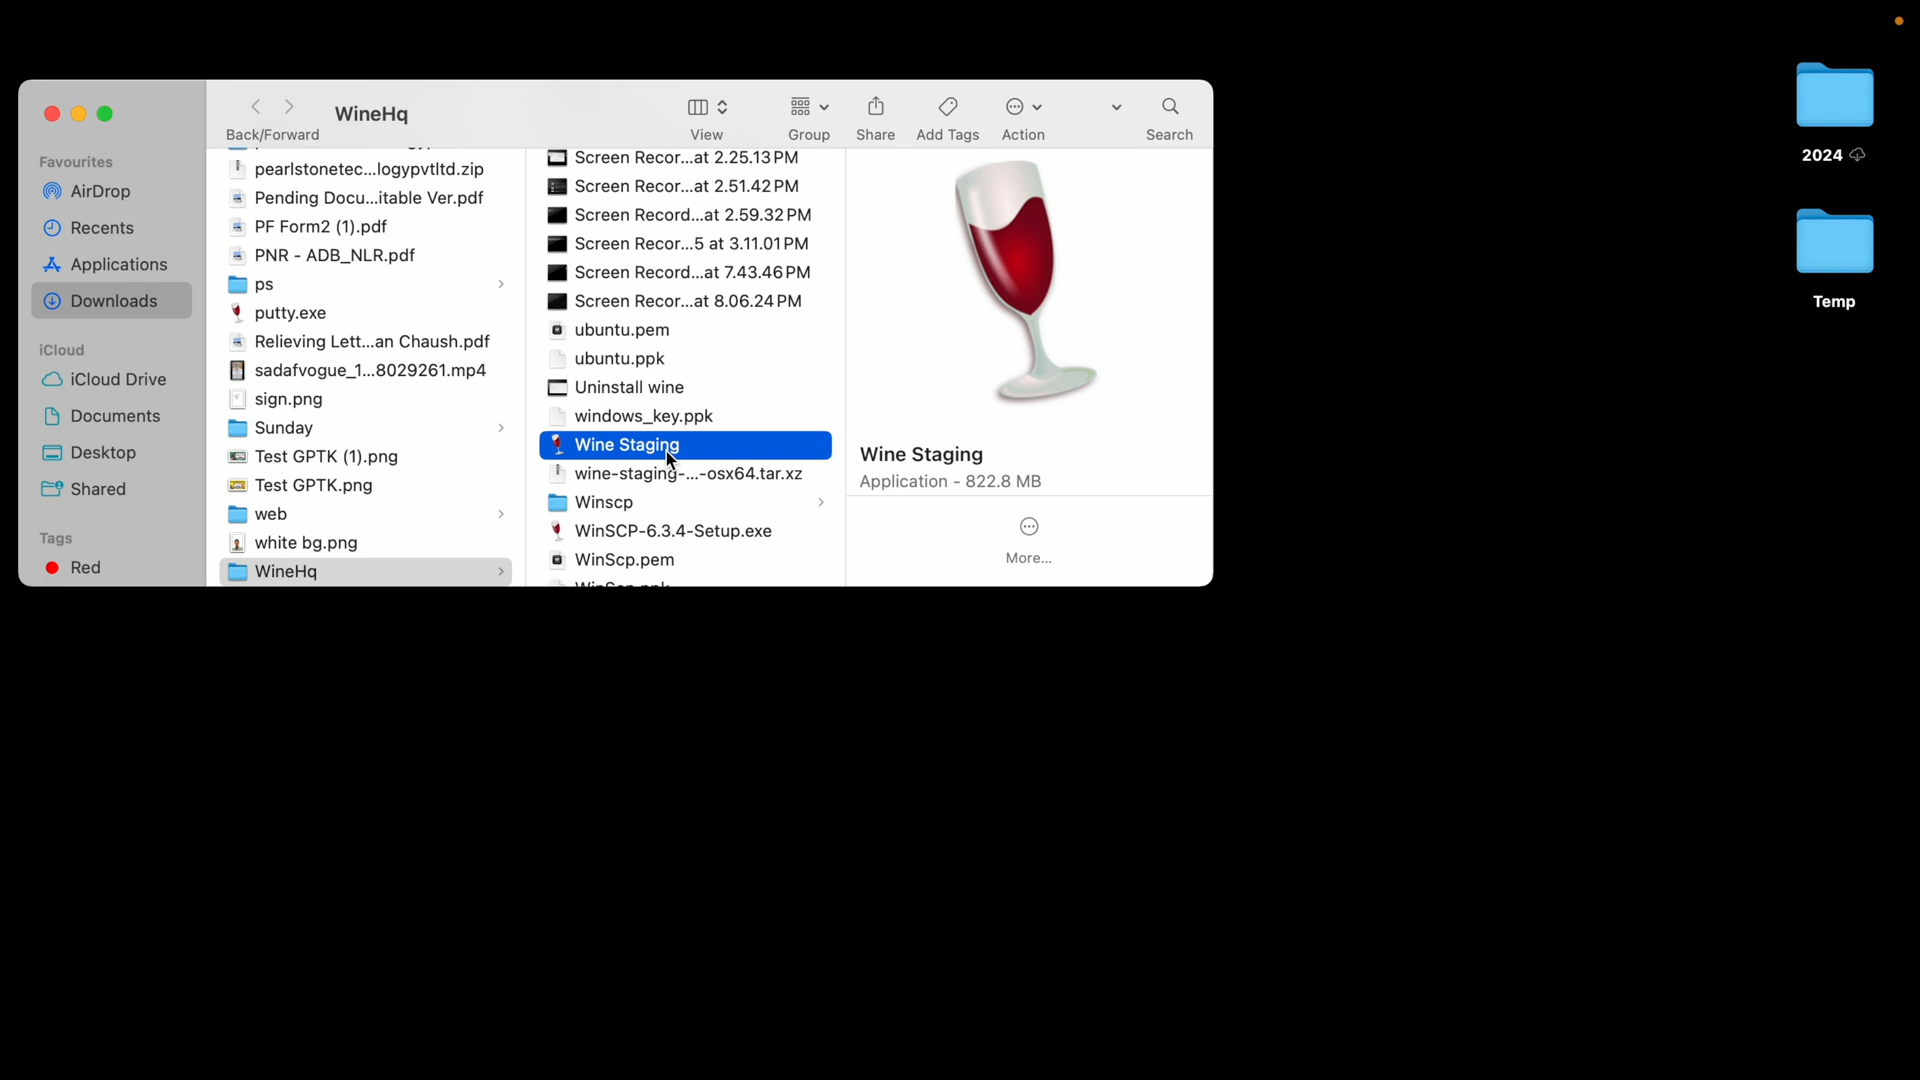 WineHq
Back/Forward
View
Group
Share
Add Tags
Action
Search
Favourites
AirDrop
Recents
Applications
Downloads
iCloud
iCloud Drive
Documents
Desktop
Shared
Tags
Red
pearlstonetec...logypvtltd.zip
Pending Docu...itable Ver.pdf
PF Form2 (1).pdf
PNR - ADB_NLR.pdf
ps
putty.exe
Relieving Lett...an Chaush.pdf
sadafvogue_1...8029261.mp4
sign.png
Sunday
Test GPTK (1).png
Test GPTK.png
web
white bg.png
WineHq
Screen Recor...at 2.25.13 PM
Screen Recor...at 2.51.42 PM
Screen Record...at 2.59.32 PM
Screen Recor...5 at 3.11.01 PM
Screen Record...at 7.43.46 PM
Screen Recor...at 8.06.24 PM
ubuntu.pem
ubuntu.ppk
Uninstall wine
windows_key.ppk
Wine Staging
wine-staging-...-osx64.tar.xz
Winscp
WinSCP-6.3.4-Setup.exe
WinScp.pem
Wine Staging
Application - 822.8 MB
More...
2024
Temp